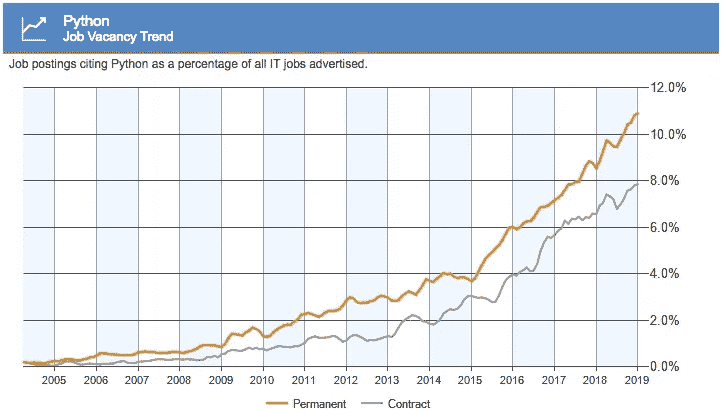 Python
Job Vacancy Trend
Job postings citing Python as a percentage of all IT jobs advertised.
12.0%
10.0%
8.0%
6.0%
4.0%
2.0%
0.0%
2005 2006 2007 2008 2009 2010 2011 2012 2013 2014 2015 2016 2017 2018 2019
Permanent Contract